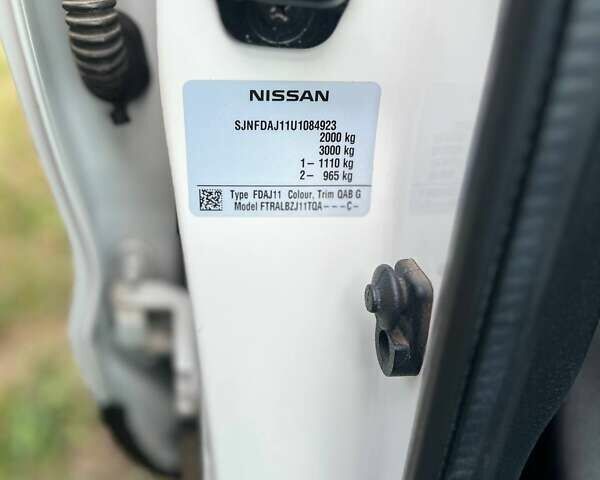 NISSAN
SJNFDAJ11U1084923
2000 kg
3000 kg
1– 1110 kg
2– 965 kg
Type FDAJ11 Colour, Trim QAB G
Model FTRALBZJ11TQA---C-